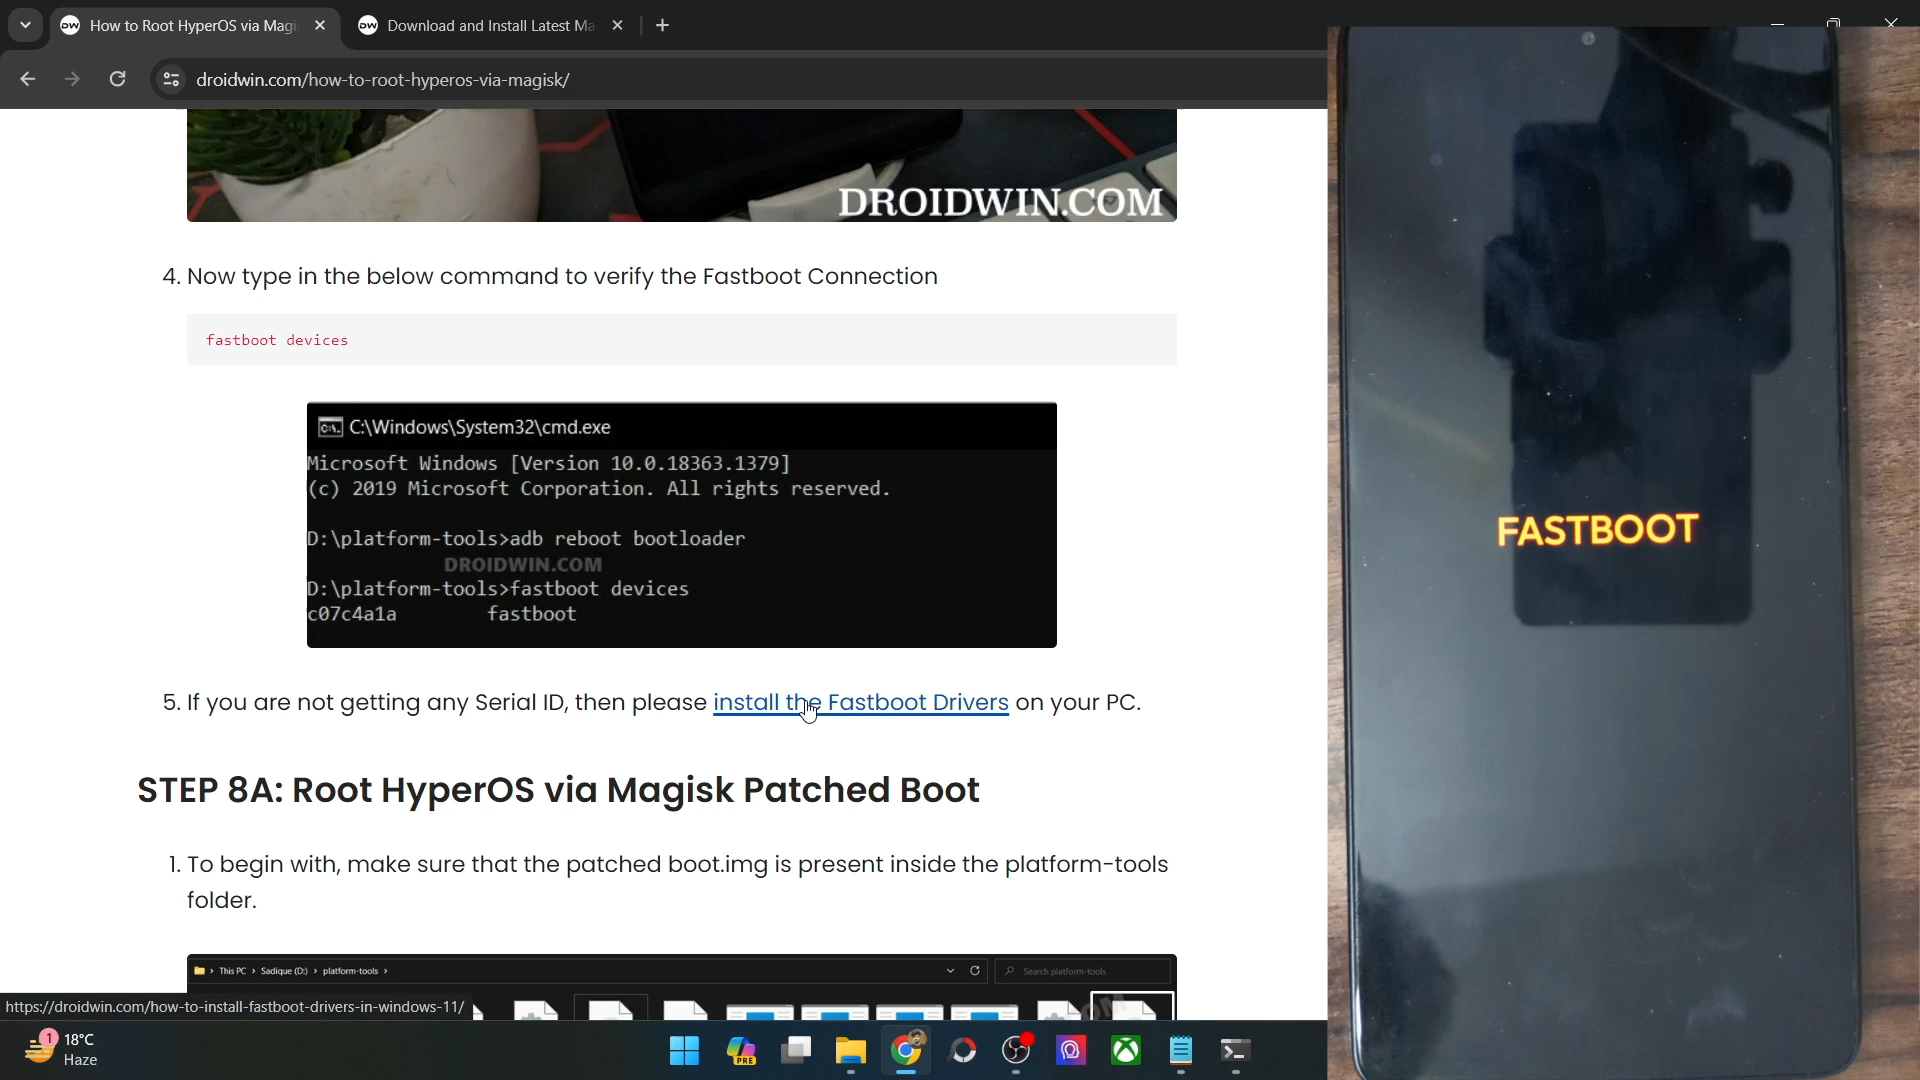 How to Root HyperOS via Magi
Download and Install Latest Ma
droidwin.com/how-to-root-hyperos-via-magisk/
DROIDWIN.COM
4. Now type in the below command to verify the Fastboot Connection
fastboot devices
C:\Windows\System32\cmd.exe
Microsoft Windows [Version 10.0.18363.1379]
(c) 2019 Microsoft Corporation. All rights reserved.
D:\platform-tools>adb reboot bootloader
DROIDWIN.COM
D:\platform-tools>fastboot devices
c07c4a1a fastboot
5. If you are not getting any Serial ID, then please install the Fastboot Drivers on your PC.
STEP 8A: Root HyperOS via Magisk Patched Boot
1. To begin with, make sure that the patched boot.img is present inside the platform-tools
folder.
This PC > Sadique (D:) > platform-tools >
Search platform-tools
https://droidwin.com/how-to-install-fastboot-drivers-in-windows-11/
1
18°C
Haze
PRE
FASTBOOT